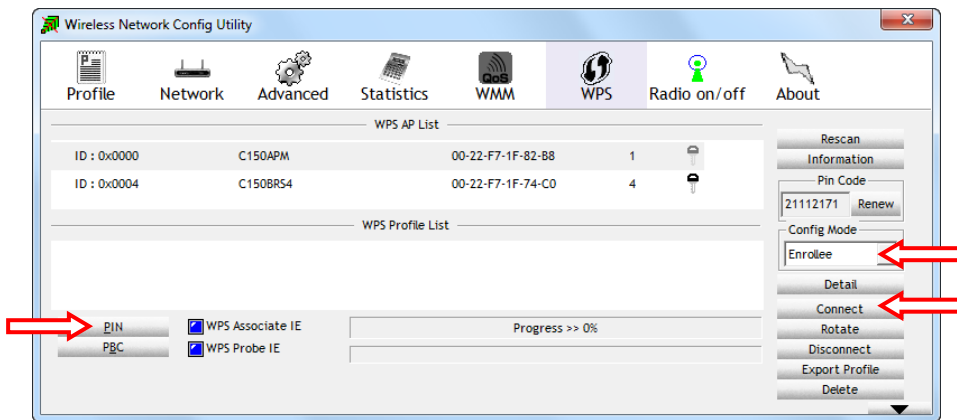 Wireless Network Config Utility
Profile Network Advanced Statistics QoS WMM WPS Radio on/off About
WPS AP List
ID : 0x0000 C150APM 00-22-F7-1F-82-B8 1
ID : 0x0004 C150BRS4 00-22-F7-1F-74-C0 4
WPS Profile List
Rescan
Information
Pin Code
21112171 Renew
Config Mode
Enrollee
Detail
Connect
Rotate
Disconnect
Export Profile
Delete
PIN WPS Associate IE Progress >> 0%
PBC WPS Probe IE